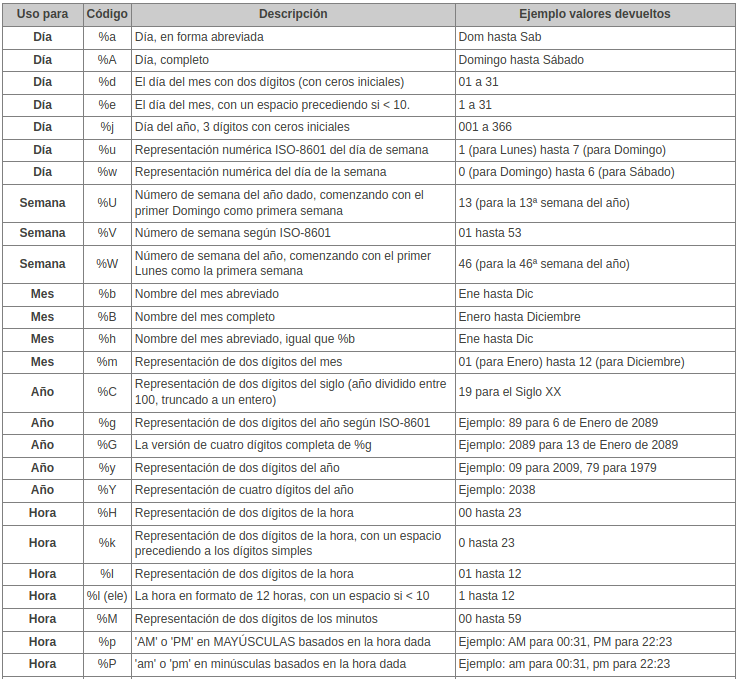 Uso para Código Descripción Ejemplo valores devueltos
Día %a Día, en forma abreviada Dom hasta Sab
Día %A Día, completo Domingo hasta Sábado
Día %d El día del mes con dos dígitos (con ceros iniciales) 01 a 31
Día %e El día del mes, con un espacio precediendo si < 10. 1 a 31
Día %j Día del año, 3 dígitos con ceros iniciales 001 a 366
Día %u Representación numérica ISO-8601 del día de semana 1 (para Lunes) hasta 7 (para Domingo)
Día %w Representación numérica del día de la semana 0 (para Domingo) hasta 6 (para Sábado)
Semana %U Número de semana del año dado, comenzando con el
primer Domingo como primera semana 13 (para la 13ª semana del año)
Semana %V Número de semana según ISO-8601 01 hasta 53
Semana %W Número de semana del año, comenzando con el primer
Lunes como la primera semana 46 (para la 46ª semana del año)
Mes %b Nombre del mes abreviado Ene hasta Dic
Mes %B Nombre del mes completo Enero hasta Diciembre
Mes %h Nombre del mes abreviado, igual que %b Ene hasta Dic
Mes %m Representación de dos dígitos del mes 01 (para Enero) hasta 12 (para Diciembre)
Año %C Representación de dos dígitos del siglo (año dividido entre
100, truncado a un entero) 19 para el Siglo XX
Año %g Representación de dos dígitos del año según ISO-8601 Ejemplo: 89 para 6 de Enero de 2089
Año %G La versión de cuatro dígitos completa de %g Ejemplo: 2089 para 13 de Enero de 2089
Año %y Representación de dos dígitos del año Ejemplo: 09 para 2009, 79 para 1979
Año %Y Representación de cuatro dígitos del año Ejemplo: 2038
Hora %H Representación de dos dígitos de la hora 00 hasta 23
Hora %k Representación de dos dígitos de la hora, con un espacio
precediendo a los dígitos simples 0 hasta 23
Hora %I Representación de dos dígitos de la hora 01 hasta 12
Hora %l (ele) La hora en formato de 12 horas, con un espacio si < 10 1 hasta 12
Hora %M Representación de dos dígitos de los minutos 00 hasta 59
Hora %p 'AM' o 'PM' en MAYÚSCULAS basados en la hora dada Ejemplo: AM para 00:31, PM para 22:23
Hora %P 'am' o 'pm' en minúsculas basados en la hora dada Ejemplo: am para 00:31, pm para 22:23